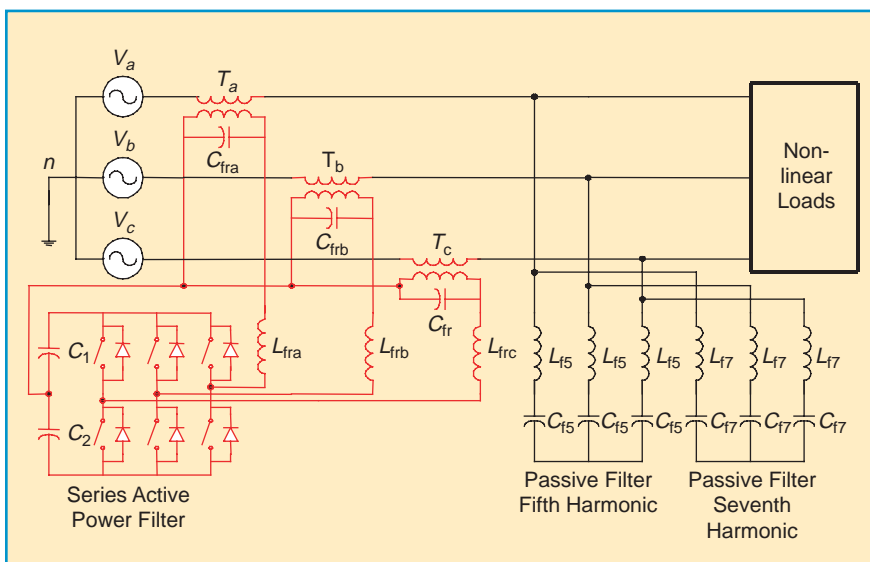 Va
Ta
Cfra
Vb
n
Tb
Cfrb
Vc
Tc
Cfr
Non-
linear
Loads
C1
C2
Lfra
Lfrb
Lfrc
Lf5
Lf5
Lf5
Lf7
Lf7
Lf7
Cf5
Cf5
Cf5
Cf7
Cf7
Cf7
Series Active
Power Filter
Passive Filter
Fifth Harmonic
Passive Filter
Seventh
Harmonic